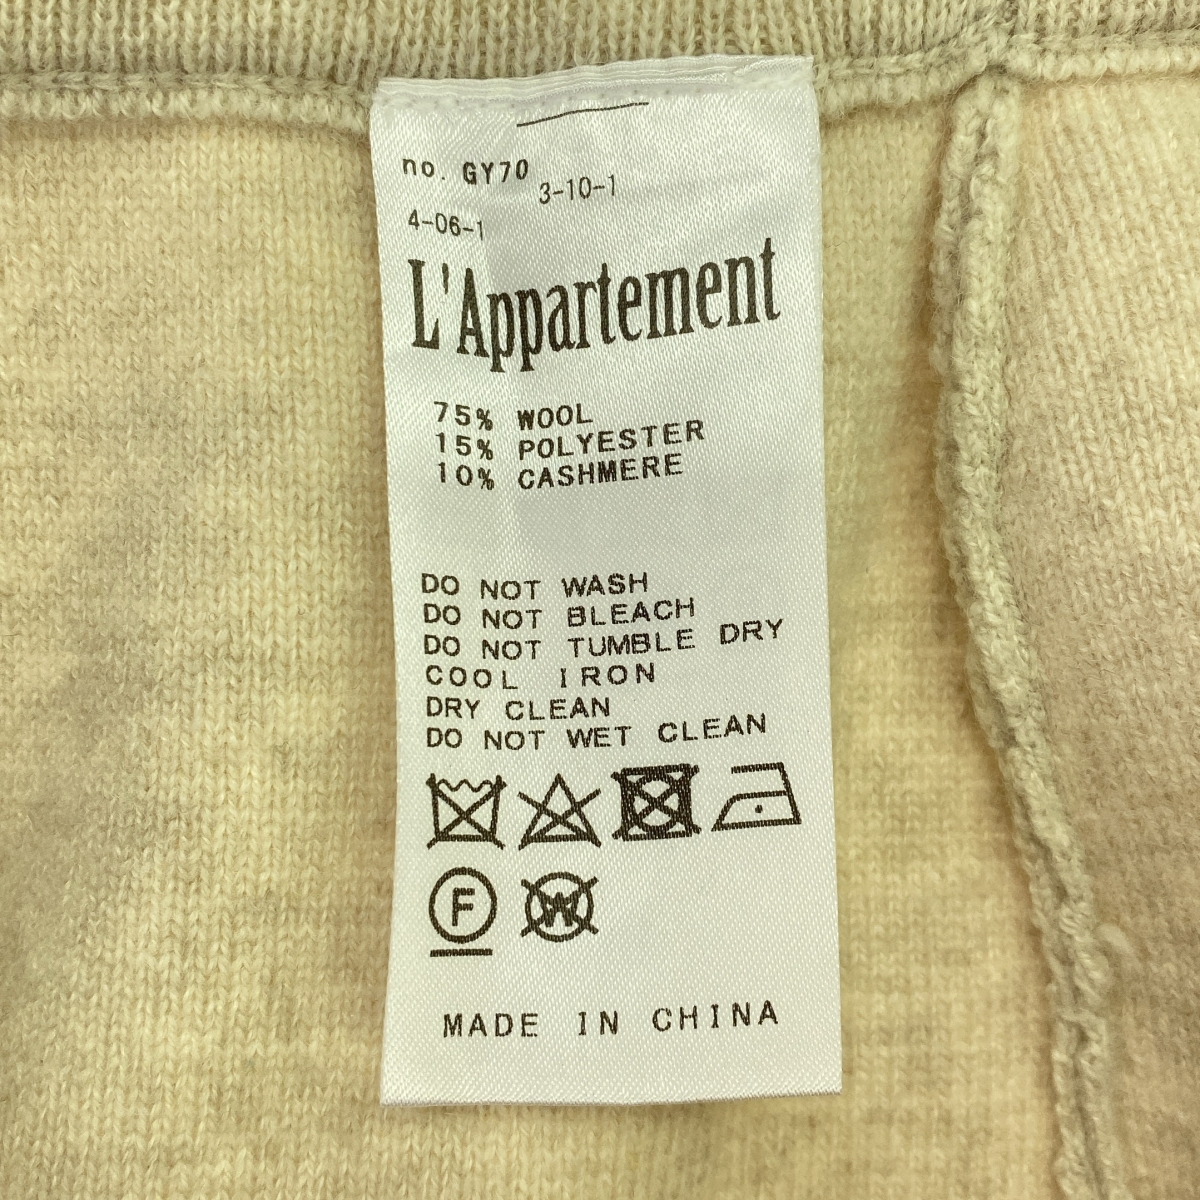 no. GY70
3-10-1
4-06-1
L'Appartement
75% WOOL
15% POLYESTER
10% CASHMERE
DO NOT WASH
DO NOT BLEACH
DO NOT TUMBLE DRY
COOL IRON
DRY CLEAN
DO NOT WET CLEAN
F W
MADE IN CHINA